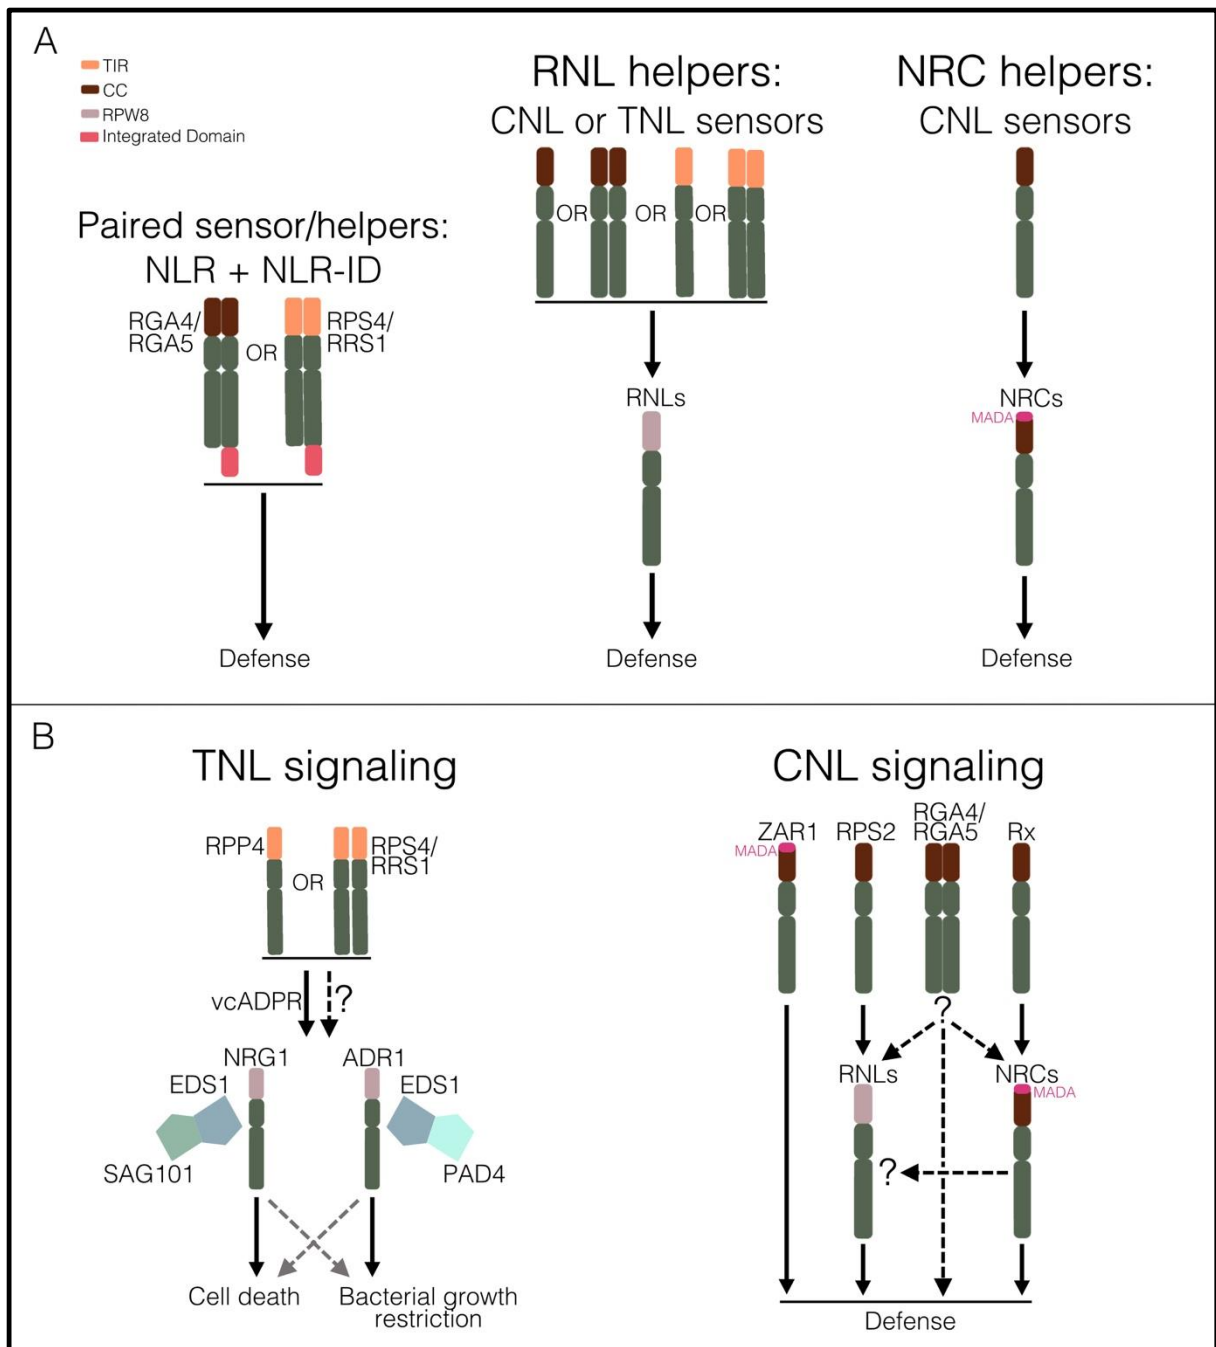 A
TIR
CC
RPW8
Integrated Domain
Paired sensor/helpers:
NLR + NLR-ID
RGA4/
RGA5
OR
RPS4/
RRS1
Defense
RNL helpers:
CNL or TNL sensors
OR
OR
OR
RNLs
Defense
NRC helpers:
CNL sensors
NRCs
MADA
Defense
B
TNL signaling
RPP4
OR
RPS4/
RRS1
vcADPR
?
NRG1
ADR1
EDS1
EDS1
SAG101
PAD4
Cell death
Bacterial growth
restriction
CNL signaling
ZAR1
MADA
RPS2
RGA4/
RGA5
Rx
?
RNLs
NRCs
MADA
?
Defense